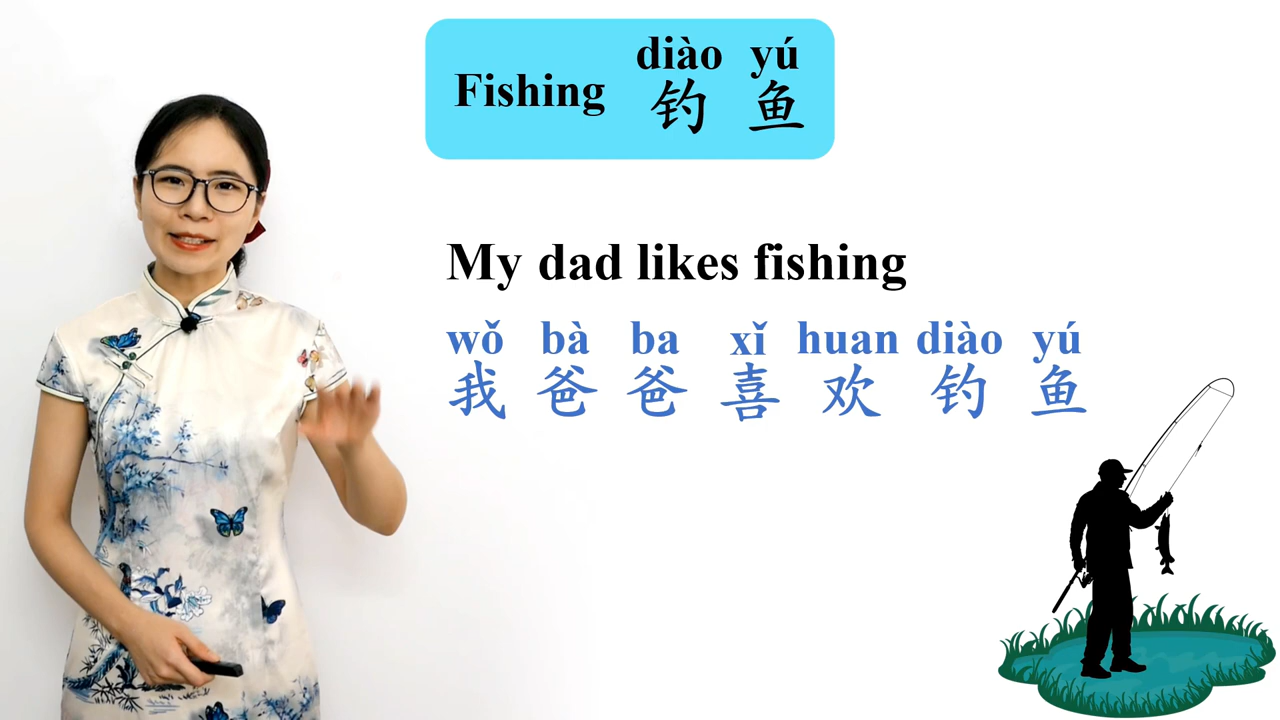 diào yú
Fishing 钓 鱼
My dad likes fishing
wǒ bà ba xǐ huan diào yú
我 爸 爸 喜 欢 钓 鱼